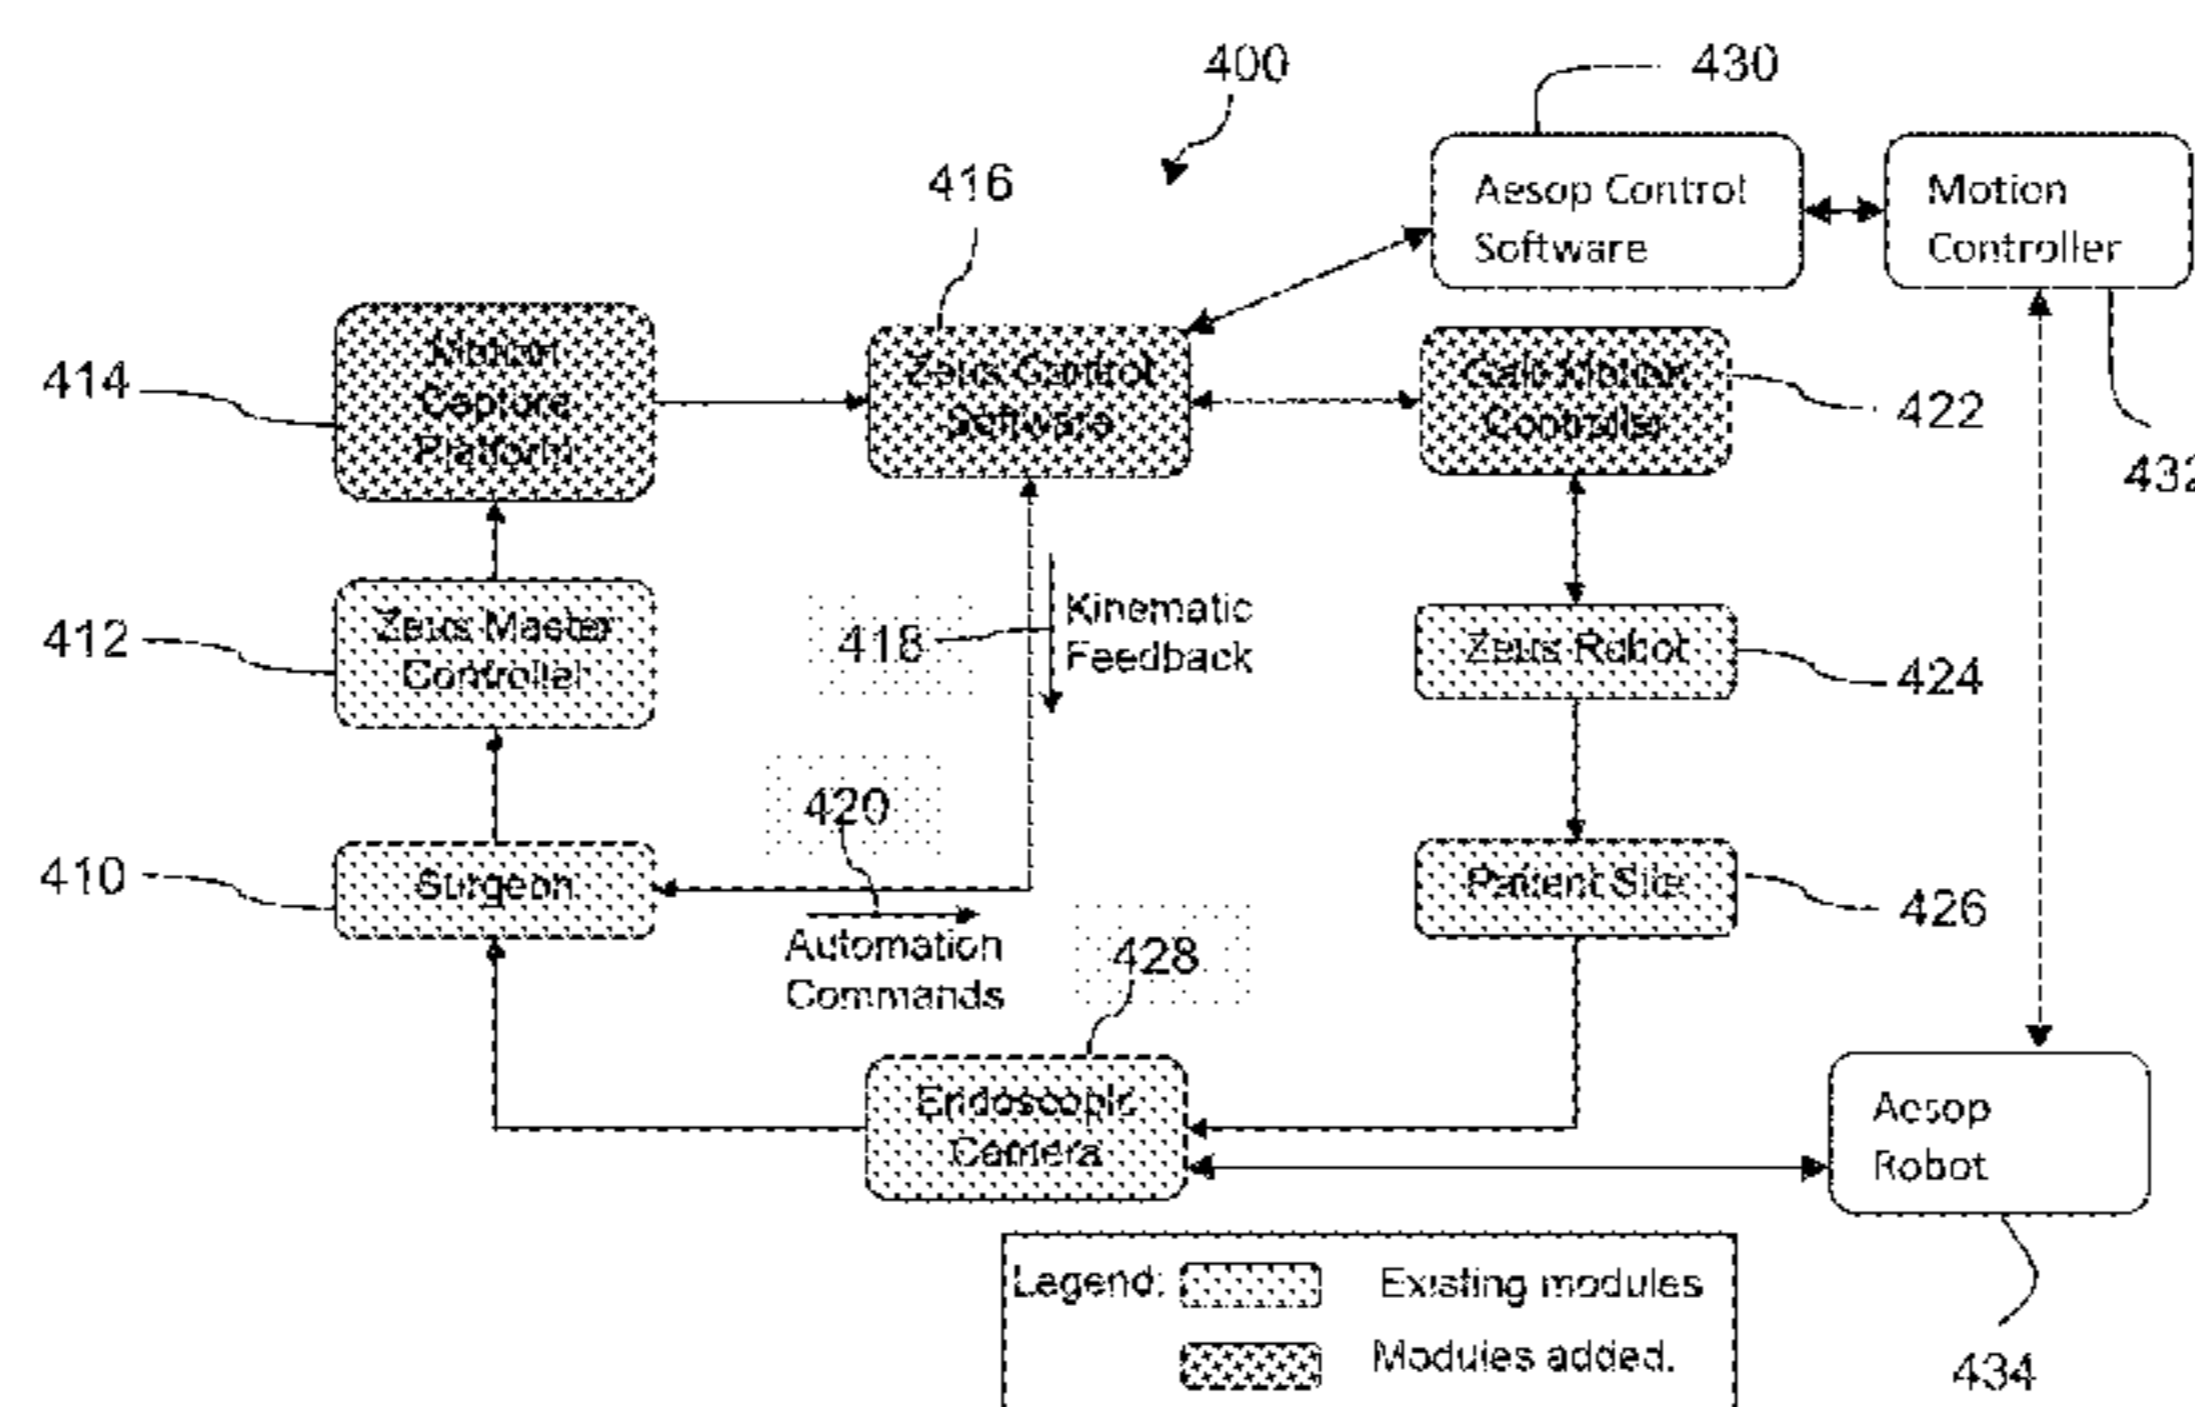 400
430
416
Aesop Control
Software
Motion
Controller
414
Motion
Capture
Platform
Zeus Control
Software
Galil Motion
Controller
422
432
412
Zeus Master
Controller
418
Kinematic
Feedback
Zeus Robot
424
420
410
Surgeon
Patient Site
426
Automation
Commands
428
Endoscopic
Camera
Aesop
Robot
Legend:
Existing modules
Modules added.
434